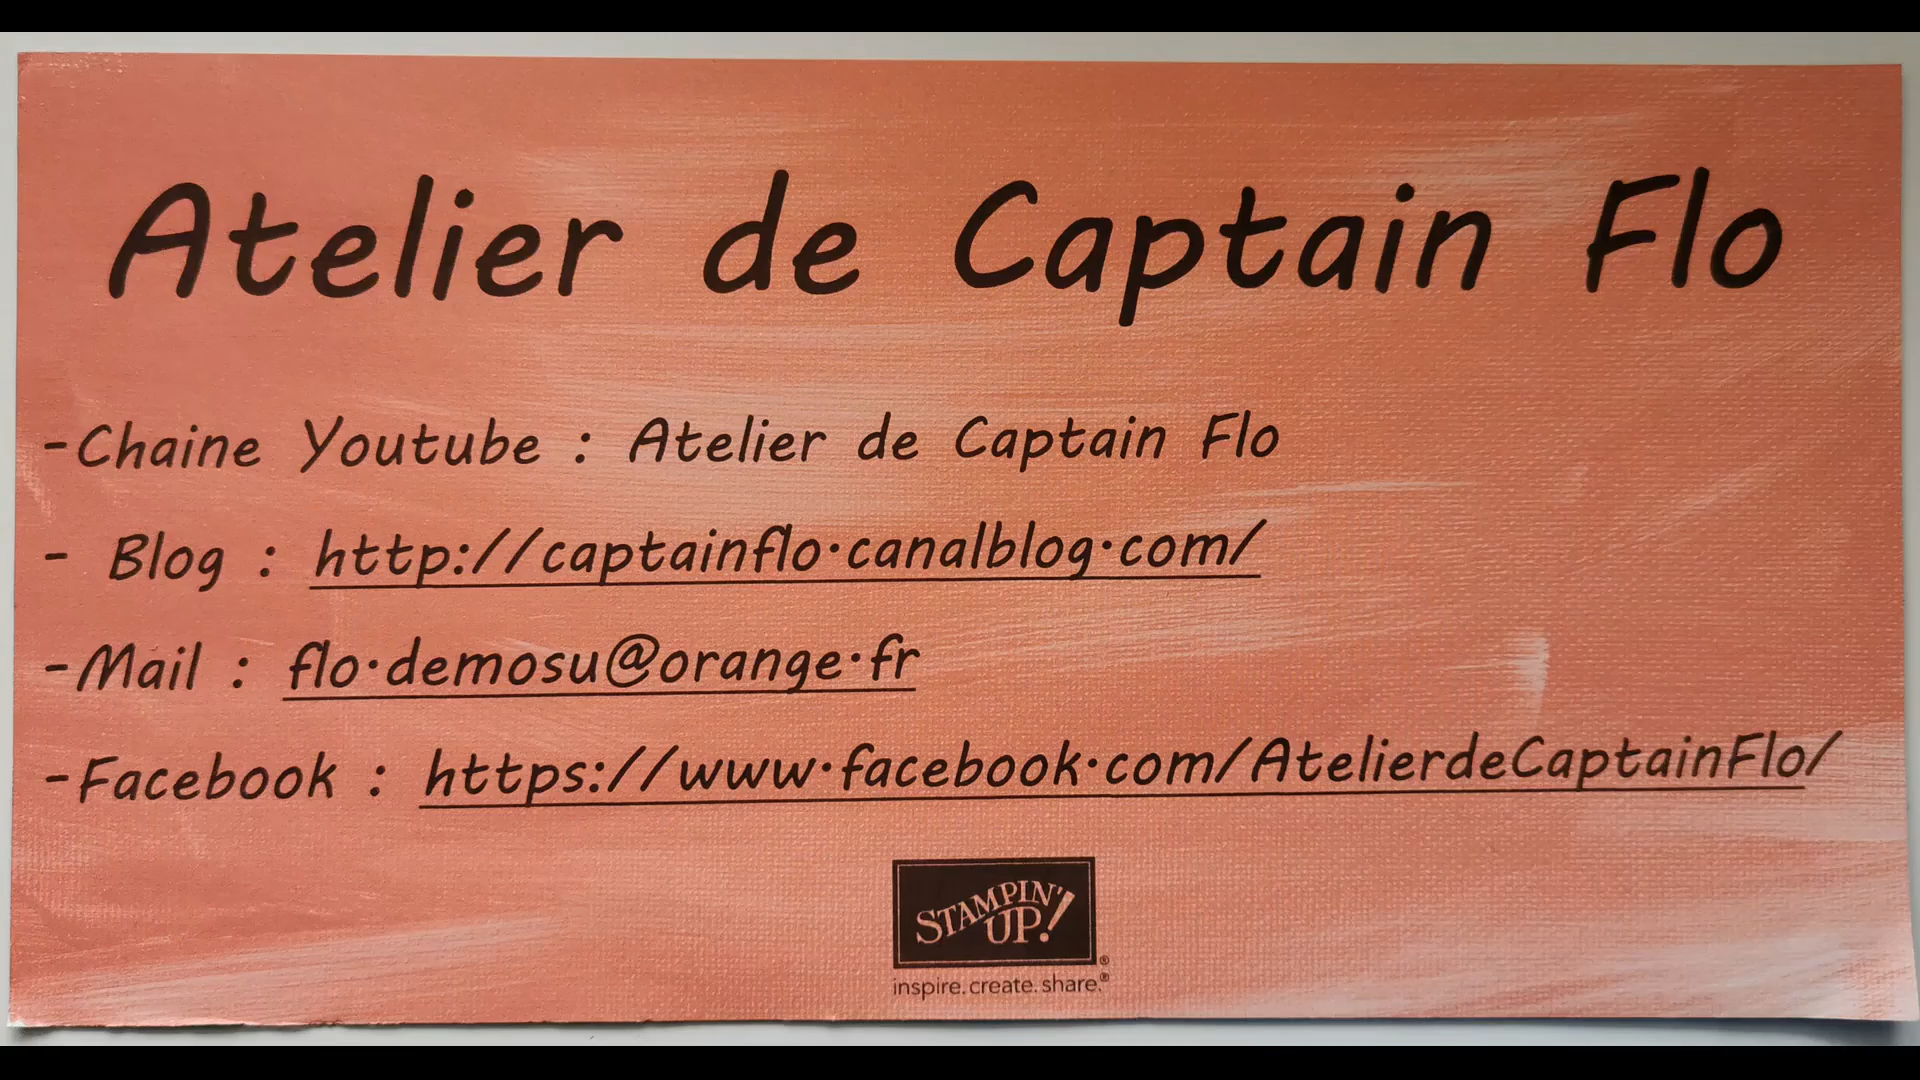 Atelier de Captain Flo
-Chaine Youtube : Atelier de Captain Flo
- Blog : http://captainflo.canalblog.com/
-Mail : flo.demosu@orange.fr
-Facebook : https://www.facebook.com/AtelierdeCaptainFlo/
STAMPIN'
UP!®
inspire.create.share.®